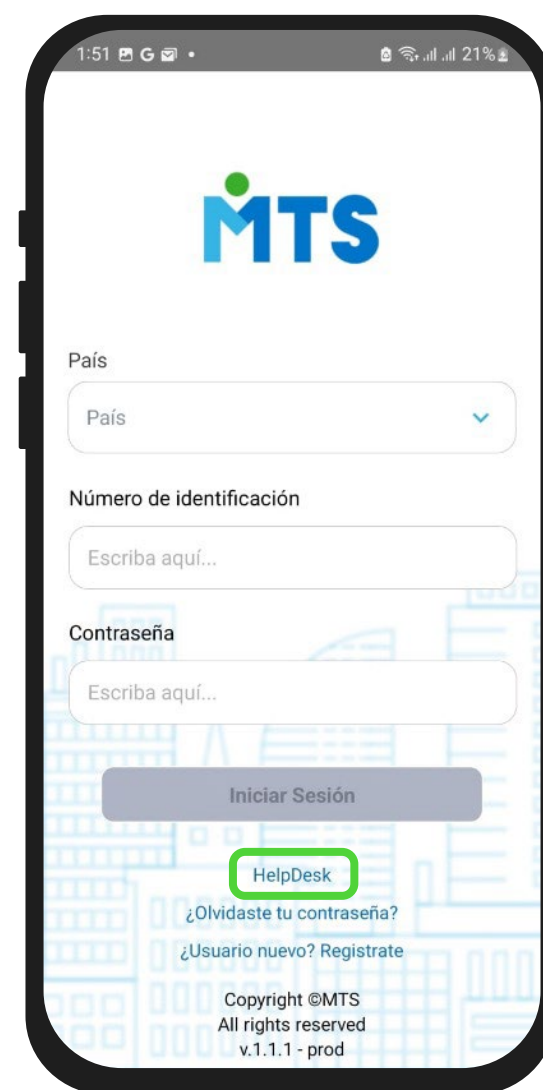 1:51 G 21%
MTS
País
País
Número de identificación
Escriba aquí...
Contraseña
Escriba aquí...
Iniciar Sesión
HelpDesk
¿Olvidaste tu contraseña?
¿Usuario nuevo? Registrate
Copyright ©MTS
All rights reserved
v.1.1.1 - prod